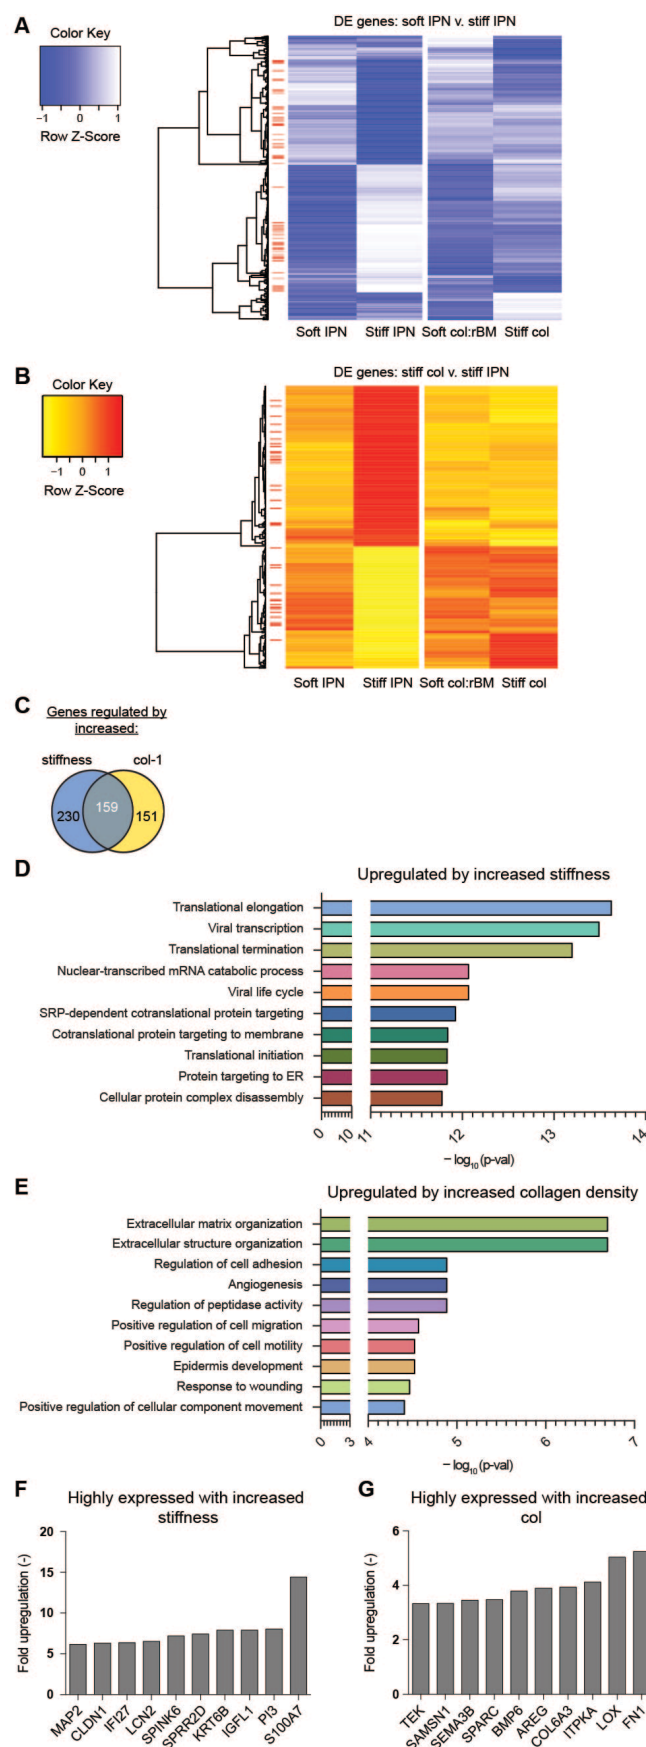 A
Color Key
−1 0 1
Row Z-Score
DE genes: soft IPN v. stiff IPN
Soft IPN Stiff IPN Soft col:rBM Stiff col
B
Color Key
−1 0 1
Row Z-Score
DE genes: stiff col v. stiff IPN
Soft IPN Stiff IPN Soft col:rBM Stiff col
C
Genes regulated by
increased:
stiffness col-1
230 159 151
D
Upregulated by increased stiffness
Translational elongation
Viral transcription
Translational termination
Nuclear-transcribed mRNA catabolic process
Viral life cycle
SRP-dependent cotranslational protein targeting
Cotranslational protein targeting to membrane
Translational initiation
Protein targeting to ER
Cellular protein complex disassembly
0 10 11 12 13 14
− log10 (p-val)
E
Upregulated by increased collagen density
Extracellular matrix organization
Extracellular structure organization
Regulation of cell adhesion
Angiogenesis
Regulation of peptidase activity
Positive regulation of cell migration
Positive regulation of cell motility
Epidermis development
Response to wounding
Positive regulation of cellular component movement
0 3 4 5 6 7
− log10 (p-val)
F
Highly expressed with increased
stiffness
Fold upregulation (-)
20
15
10
5
0
MAP2 CLDN1 IFI27 LCN2 SPINK6 SPRR2D KRT6B IGFL1 PI3 S100A7
G
Highly expressed with increased
col
Fold upregulation (-)
6
4
2
0
TEK SAMSN1 SEMA3B SPARC BMP6 AREG COL6A3 ITPKA LOX FN1